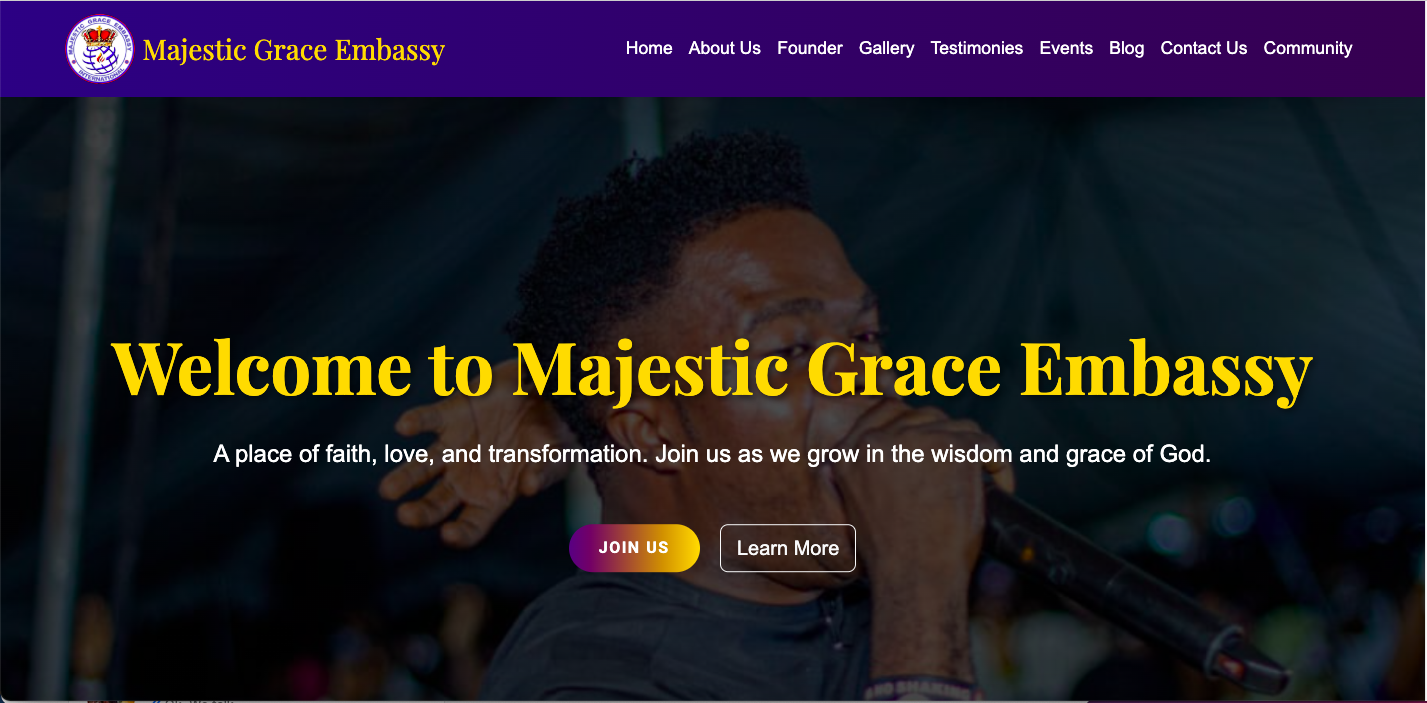 MAJESTIC GRACE EMBASSY
INTERNATIONAL
Majestic Grace Embassy
Home About Us Founder Gallery Testimonies Events Blog Contact Us Community
Welcome to Majestic Grace Embassy
A place of faith, love, and transformation. Join us as we grow in the wisdom and grace of God.
JOIN US Learn More
NO SHAKING